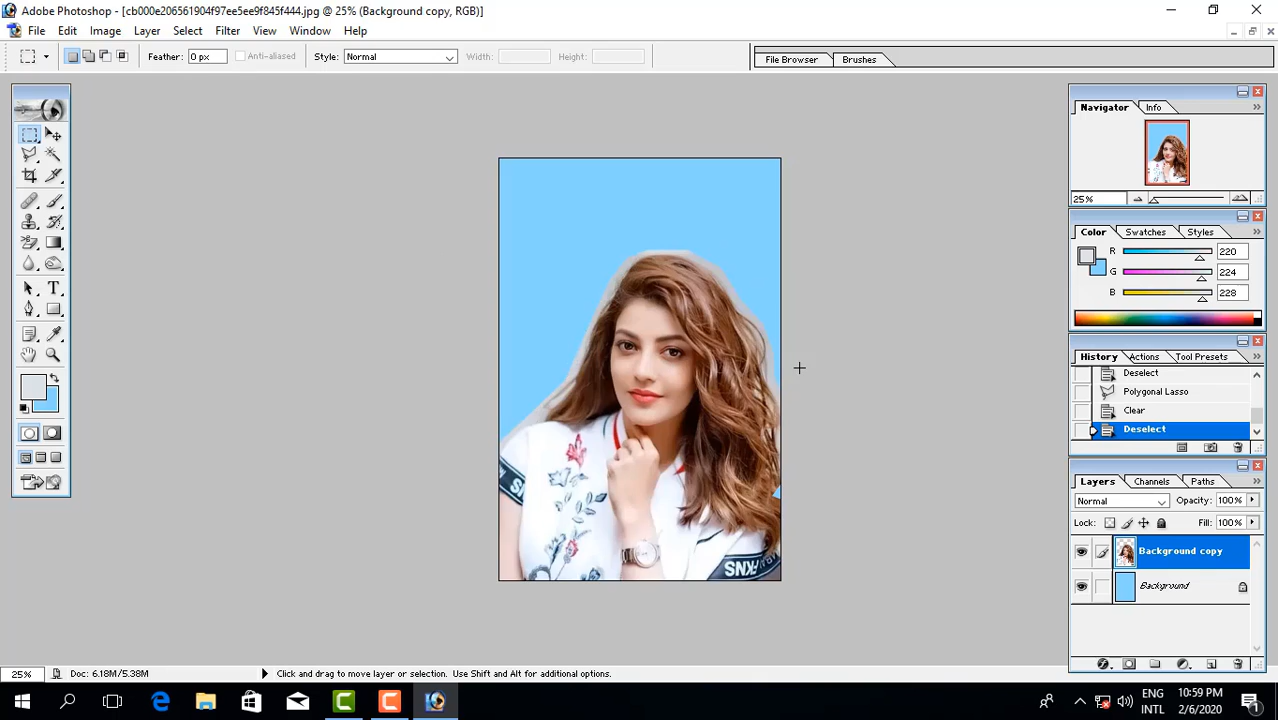 Adobe Photoshop - [cb000e206561904f97ee5ee9f845f444.jpg @ 25% (Background copy, RGB)]
File Edit Image Layer Select Filter View Window Help
Feather: 0 px Anti-aliased Style: Normal Width: Height: File Browser Brushes
Navigator Info
25%
Color Swatches Styles
R 220
G 224
B 228
History Actions Tool Presets
Deselect
Polygonal Lasso
Clear
Deselect
Layers Channels Paths
Normal Opacity: 100%
Lock: Fill: 100%
Background copy
Background
25% Doc: 6.18M/5.38M Click and drag to move layer or selection. Use Shift and Alt for additional options.
ENG 10:59 PM
INTL 2/6/2020